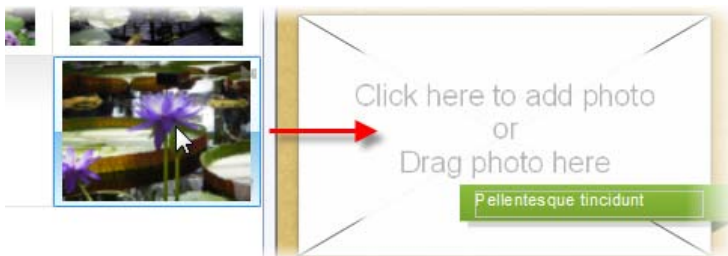 Click here to add photo
or
Drag photo here
Pellentesque tincidunt